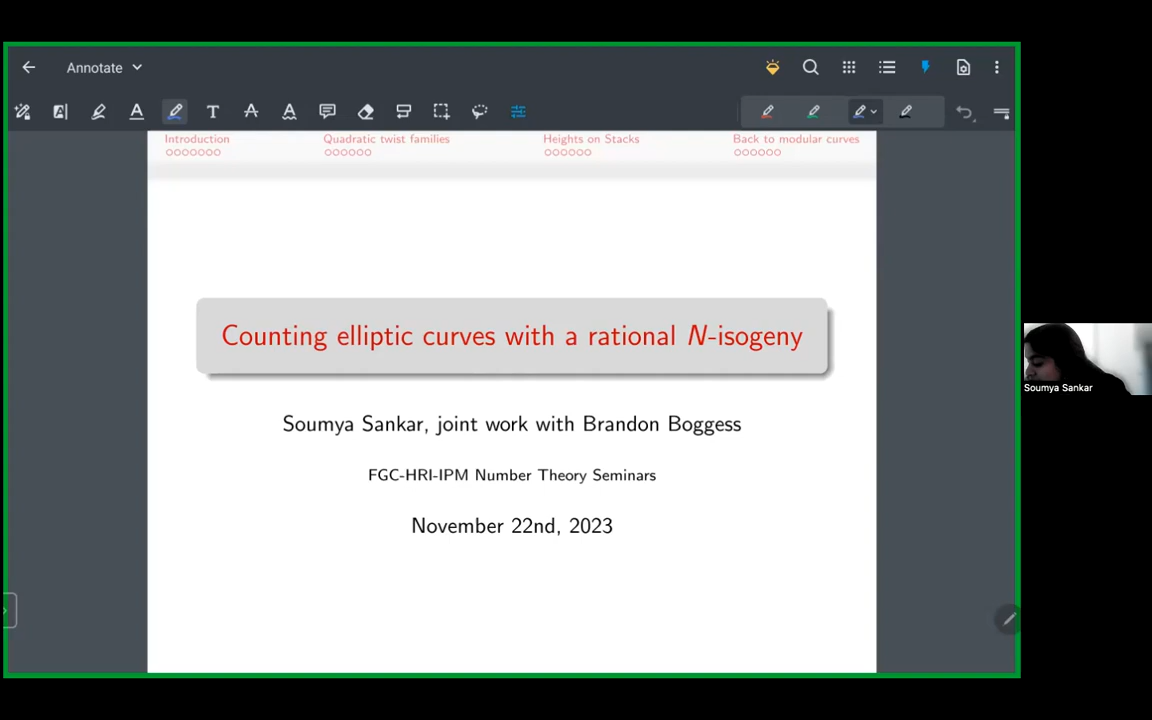 Annotate
Introduction
Quadratic twist families
Heights on Stacks
Back to modular curves
Counting elliptic curves with a rational N-isogeny
Soumya Sankar, joint work with Brandon Boggess
FGC-HRI-IPM Number Theory Seminars
November 22nd, 2023
Soumya Sankar